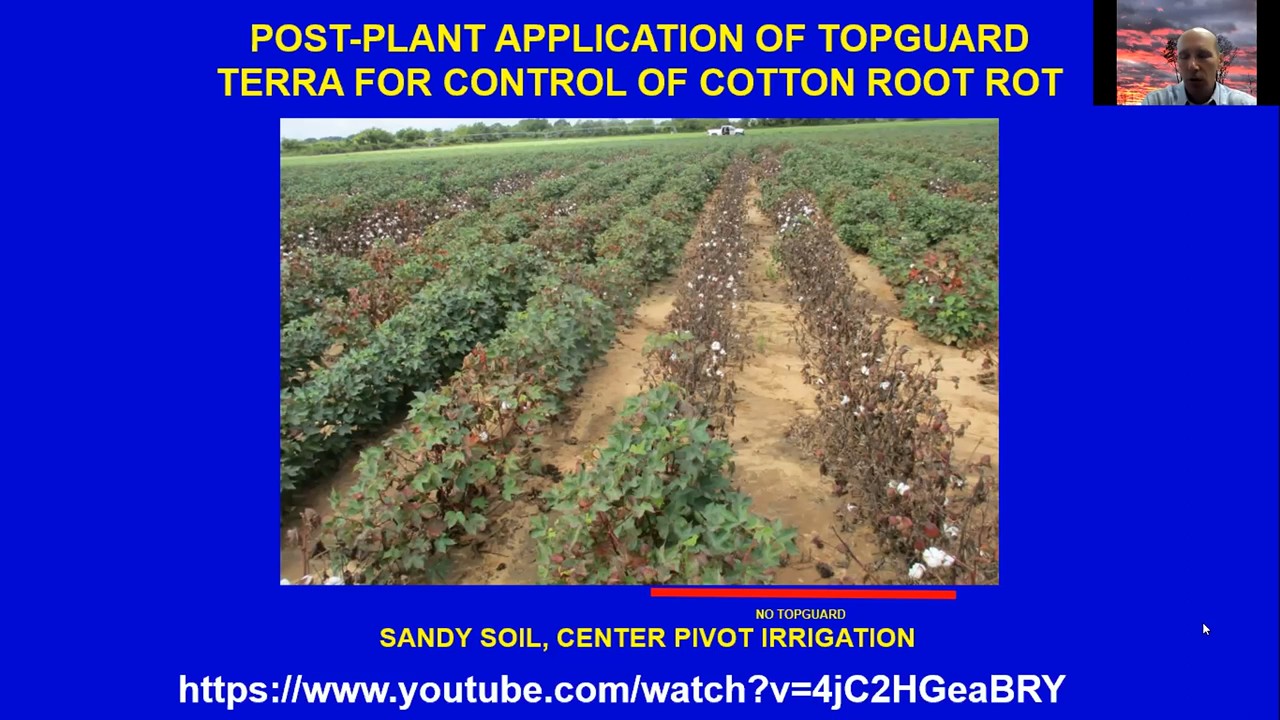 POST-PLANT APPLICATION OF TOPGUARD
TERRA FOR CONTROL OF COTTON ROOT ROT
NO TOPGUARD
SANDY SOIL, CENTER PIVOT IRRIGATION
https://www.youtube.com/watch?v=4jC2HGeaBRY